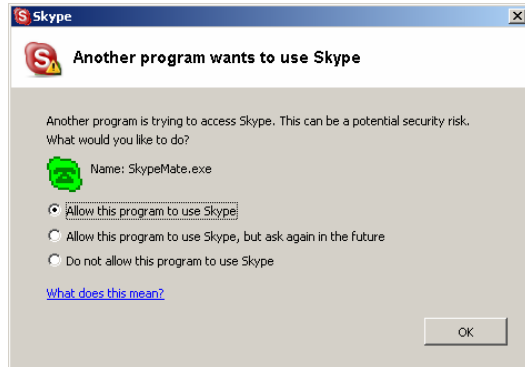 Skype
Another program wants to use Skype
Another program is trying to access Skype. This can be a potential security risk.
What would you like to do?
Name: SkypeMate.exe
Allow this program to use Skype
Allow this program to use Skype, but ask again in the future
Do not allow this program to use Skype
What does this mean?
OK